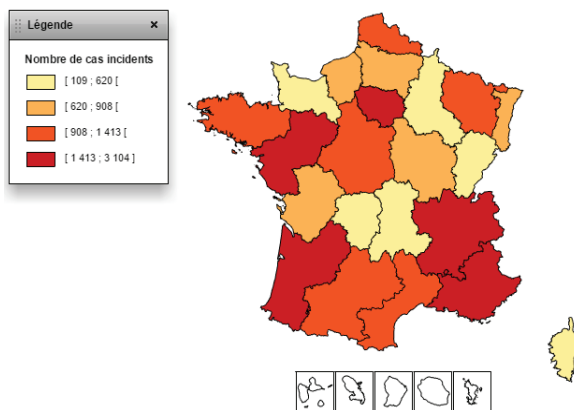 Légende
Nombre de cas incidents
[ 109 ; 620 [
[ 620 ; 908 [
[ 908 ; 1 413 [
[ 1 413 ; 3 104 ]